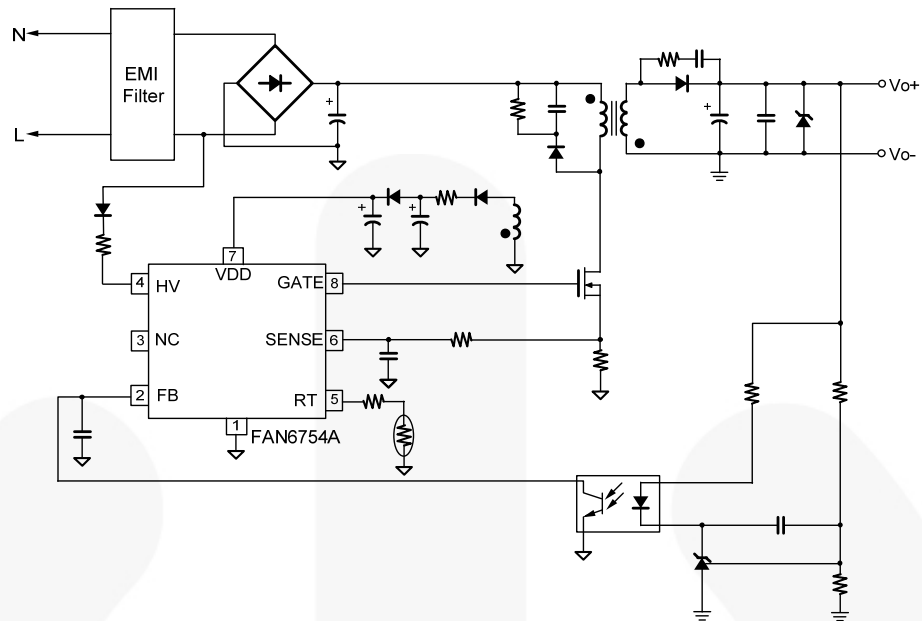 N
EMI
Filter
L
+
+
Vo+
Vo-
+
+
7
VDD
4
HV
GATE
8
3
NC
SENSE
6
2
FB
RT
5
1
FAN6754A